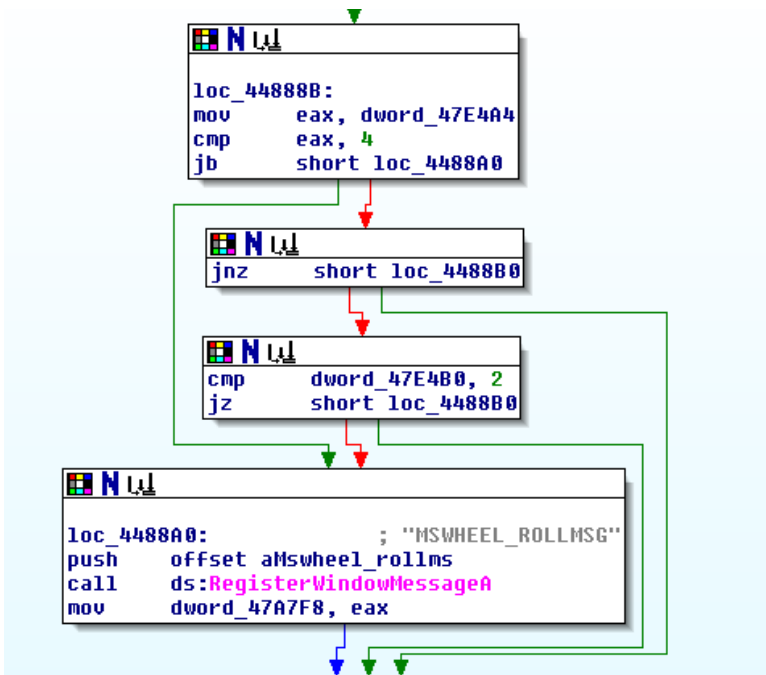 loc_44888B:
mov eax, dword_47E4A4
cmp eax, 4
jb short loc_4488A0
jnz short loc_4488B0
cmp dword_47E4B0, 2
jz short loc_4488B0
loc_4488A0: ; "MSWHEEL_ROLLMSG"
push offset aMswheel_rollms
call ds:RegisterWindowMessageA
mov dword_47A7F8, eax